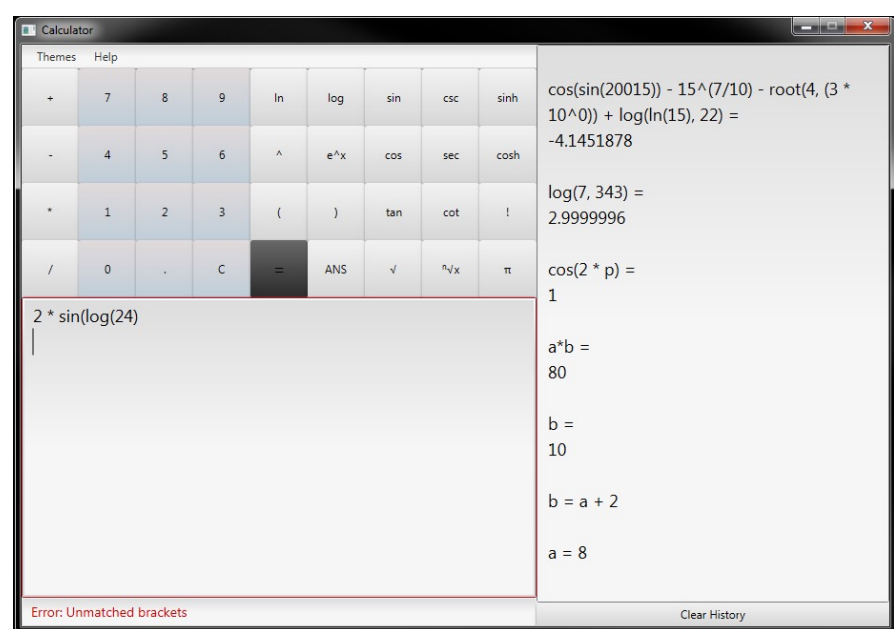 Calculator
Themes Help
+ 7 8 9 ln log sin csc sinh
- 4 5 6 ^ e^x cos sec cosh
* 1 2 3 ( ) tan cot !
/ 0 . C = ANS √ ⁿ√x π
2 * sin(log(24)
Error: Unmatched brackets
cos(sin(20015)) - 15^(7/10) - root(4, (3 *
10^0)) + log(ln(15), 22) =
-4.1451878
log(7, 343) =
2.9999996
cos(2 * p) =
1
a*b =
80
b =
10
b = a + 2
a = 8
Clear History